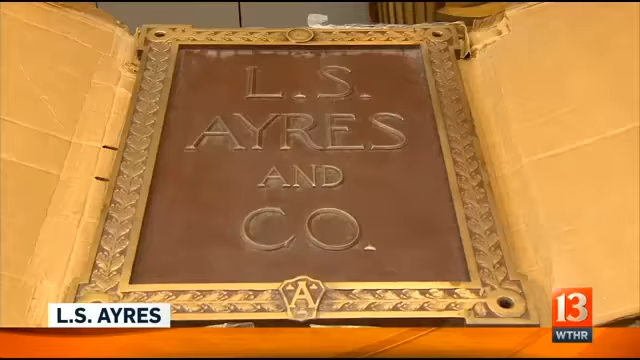 L.S.
AYRES
AND
CO.
A
L.S. AYRES
13
WTHR